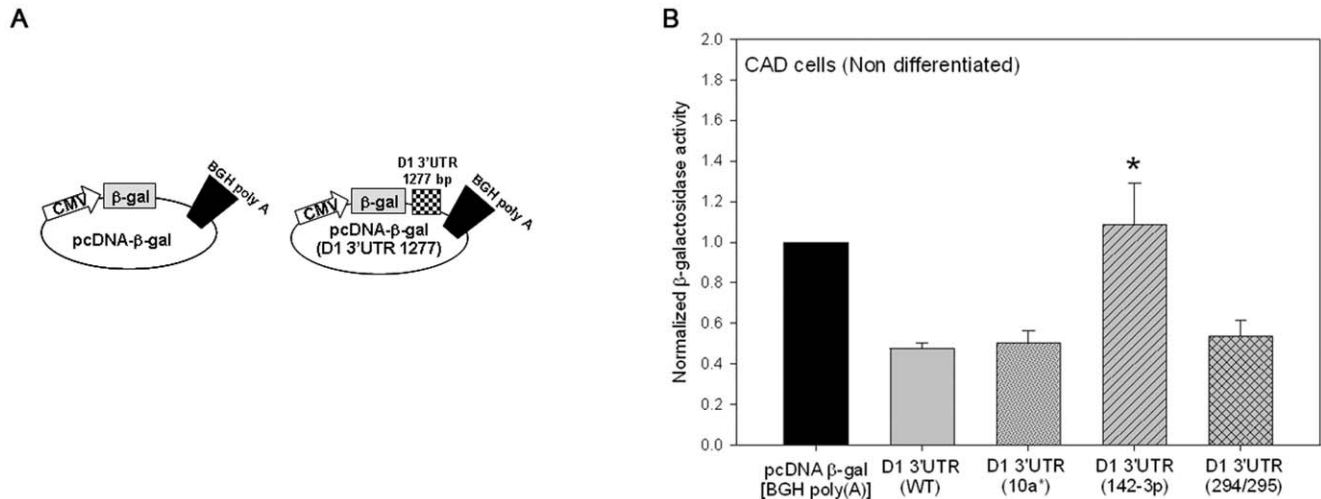 A
CMV
β-gal
BGH poly A
pcDNA-β-gal
D1 3'UTR
1277 bp
CMV
β-gal
BGH poly A
pcDNA-β-gal
(D1 3'UTR 1277)
B
CAD cells (Non differentiated)
Normalized β-galactosidase activity
2.0
1.8
1.6
1.4
1.2
1.0
0.8
0.6
0.4
0.2
0.0
*
pcDNA β-gal
[BGH poly(A)]
D1 3'UTR
(WT)
D1 3'UTR
(10a*)
D1 3'UTR
(142-3p)
D1 3'UTR
(294/295)